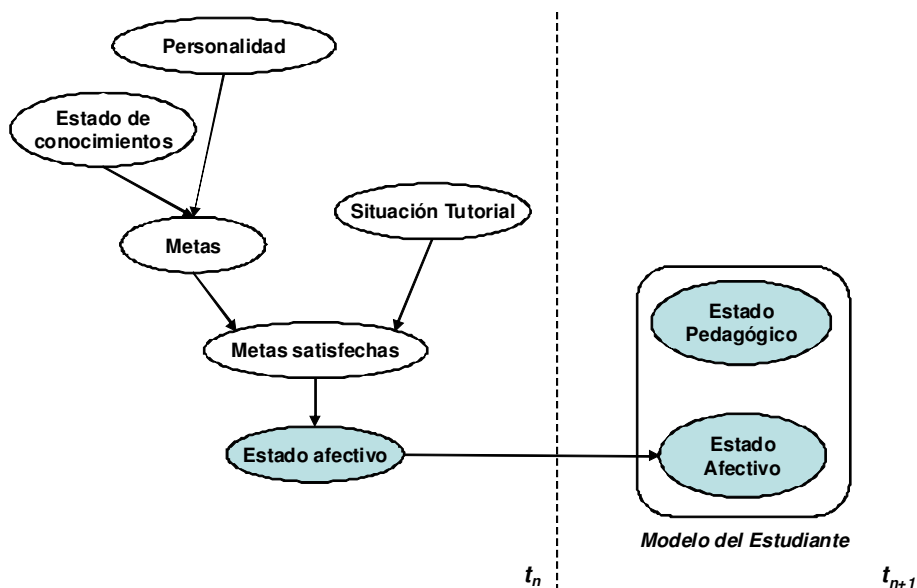 Personalidad
Estado de
conocimientos
Situación Tutorial
Metas
Metas satisfechas
Estado afectivo
Estado
Pedagógico
Estado
Afectivo
Modelo del Estudiante
tn
tn+1